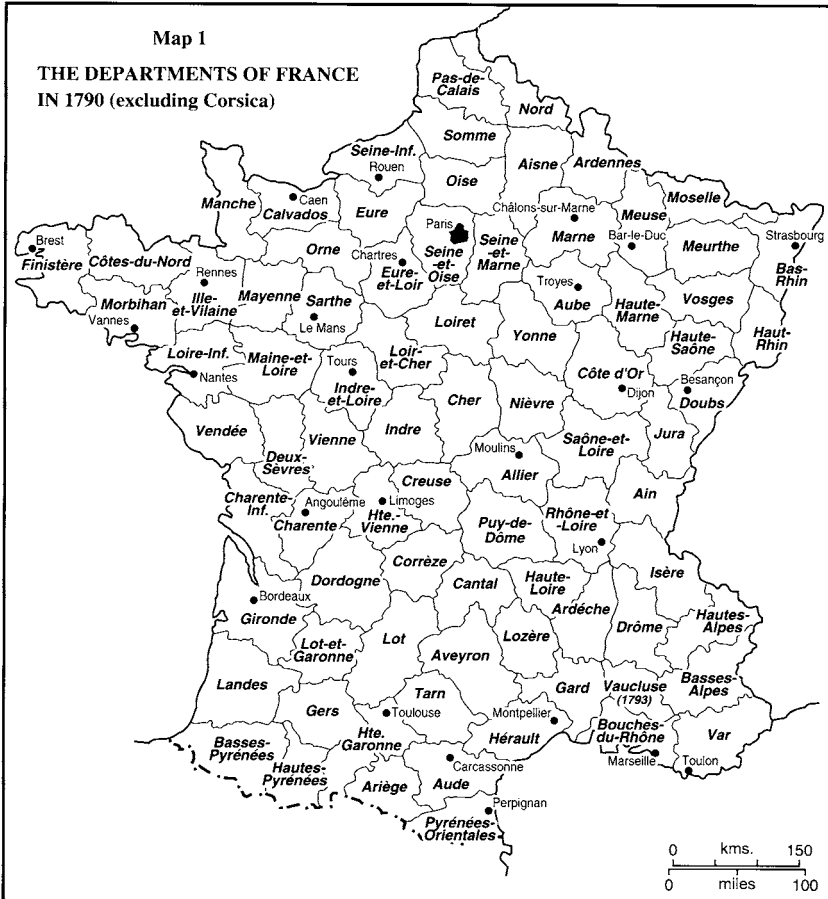 Map 1
THE DEPARTMENTS OF FRANCE
IN 1790 (excluding Corsica)
Pas-de-
Calais
Nord
Somme
Seine-Inf.
Rouen
Oise
Aisne
Ardennes
Manche
Caen
Calvados
Eure
Paris
Seine
-et-
Oise
Seine
-et-
Marne
Châlons-sur-Marne
Marne
Meuse
Bar-le-Duc
Moselle
Meurthe
Strasbourg
Bas-
Rhin
Brest
Finistère
Côtes-du-Nord
Orne
Chartres
Eure-
et-Loir
Rennes
Ille-
et-Vilaine
Mayenne
Sarthe
Le Mans
Morbihan
Vannes
Troyes
Aube
Haute-
Marne
Vosges
Haut-
Rhin
Loiret
Yonne
Haute-
Saône
Loire-Inf.
Nantes
Maine-et-
Loire
Tours
Indre-
et-Loire
Loir-
et-Cher
Côte d'Or
Dijon
Besançon
Doubs
Cher
Nièvre
Vendée
Deux-
Sèvres
Vienne
Indre
Moulins
Allier
Saône-et-
Loire
Jura
Charente-
Inf.
Angoulême
Charente
Limoges
Hte.-
Vienne
Creuse
Puy-de-
Dôme
Rhône-et
-Loire
Lyon
Ain
Isère
Bordeaux
Gironde
Dordogne
Corrèze
Cantal
Haute-
Loire
Ardéche
Drôme
Hautes-
Alpes
Lot-et-
Garonne
Lot
Aveyron
Lozère
Landes
Gers
Tarn
Toulouse
Hte.
Garonne
Montpellier
Hérault
Gard
Vaucluse
(1793)
Basses-
Alpes
Bouches-
du-Rhône
Marseille
Var
Toulon
Basses-
Pyrénées
Hautes-
Pyrénées
Ariège
Carcassonne
Aude
Perpignan
Pyrénées-
Orientales
0 kms. 150
0 miles 100